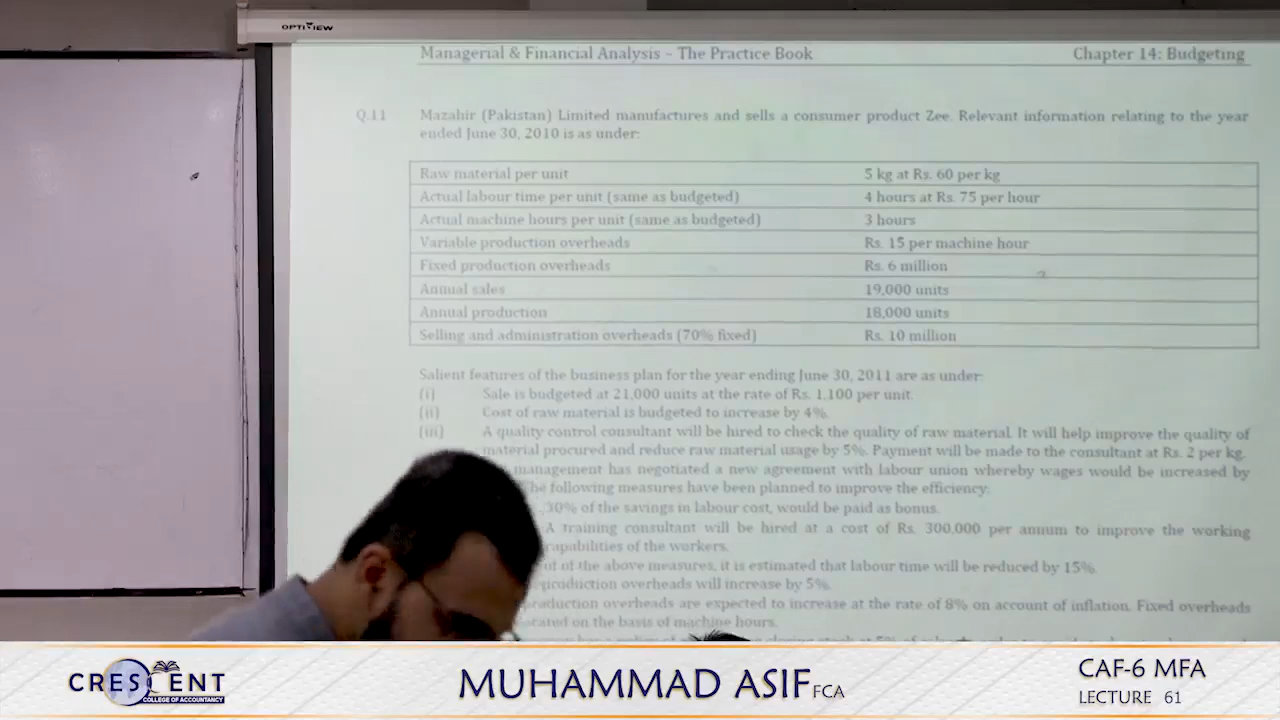 OPTIVIEW
Managerial & Financial Analysis – The Practice Book Chapter 14: Budgeting
Q.11 Mazahir (Pakistan) Limited manufactures and sells a consumer product Zee. Relevant information relating to the year
ended June 30, 2010 is as under:
Raw material per unit 5 kg at Rs. 60 per kg
Actual labour time per unit (same as budgeted) 4 hours at Rs. 75 per hour
Actual machine hours per unit (same as budgeted) 3 hours
Variable production overheads Rs. 15 per machine hour
Fixed production overheads Rs. 6 million
Annual sales 19,000 units
Annual production 18,000 units
Selling and administration overheads (70% fixed) Rs. 10 million
Salient features of the business plan for the year ending June 30, 2011 are as under:
(i) Sale is budgeted at 21,000 units at the rate of Rs. 1,100 per unit.
(ii) Cost of raw material is budgeted to increase by 4%.
(iii) A quality control consultant will be hired to check the quality of raw material. It will help improve the quality of
material procured and reduce raw material usage by 5%. Payment will be made to the consultant at Rs. 2 per kg.
management has negotiated a new agreement with labour union whereby wages would be increased by
he following measures have been planned to improve the efficiency:
30% of the savings in labour cost, would be paid as bonus.
A training consultant will be hired at a cost of Rs. 300,000 per annum to improve the working
capabilities of the workers.
of the above measures, it is estimated that labour time will be reduced by 15%.
production overheads will increase by 5%.
production overheads are expected to increase at the rate of 8% on account of inflation. Fixed overheads
on the basis of machine hours.
CRESCENT
COLLEGE OF ACCOUNTANCY
MUHAMMAD ASIF FCA
CAF-6 MFA
LECTURE 61